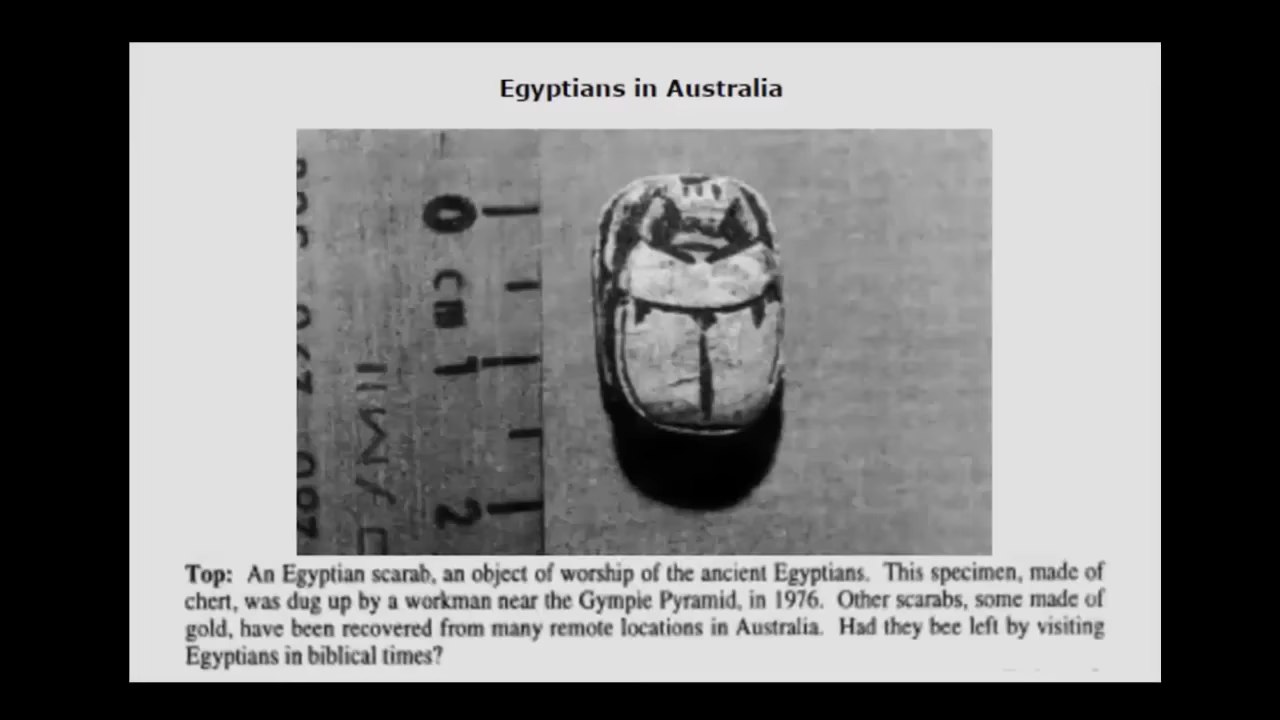 Egyptians in Australia
0
cm
1
2
Top: An Egyptian scarab, an object of worship of the ancient Egyptians. This specimen, made of
chert, was dug up by a workman near the Gympie Pyramid, in 1976. Other scarabs, some made of
gold, have been recovered from many remote locations in Australia. Had they bee left by visiting
Egyptians in biblical times?